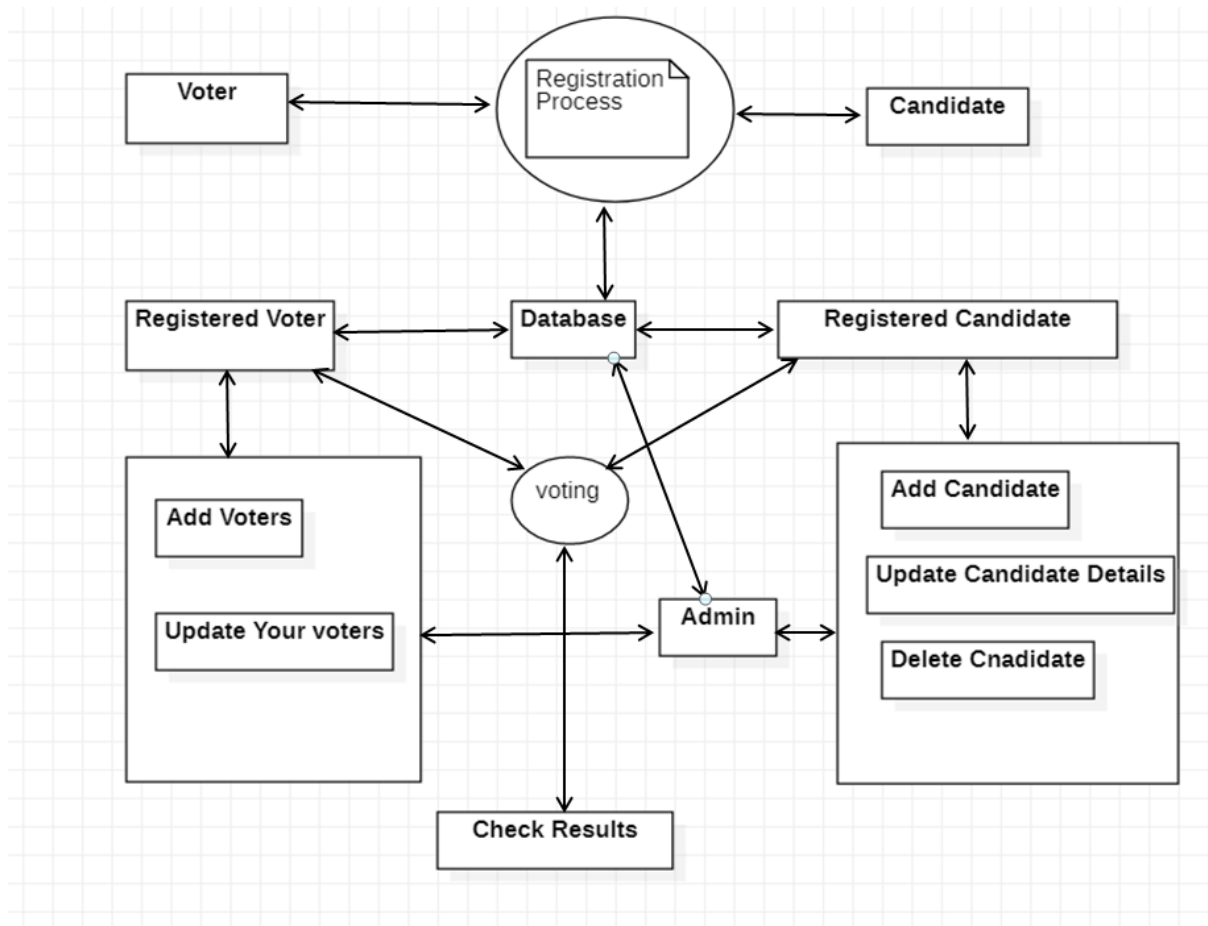 Voter
Registration
Process
Candidate
Registered Voter
Database
Registered Candidate
voting
Add Voters
Update Your voters
Admin
Add Candidate
Update Candidate Details
Delete Cnadidate
Check Results